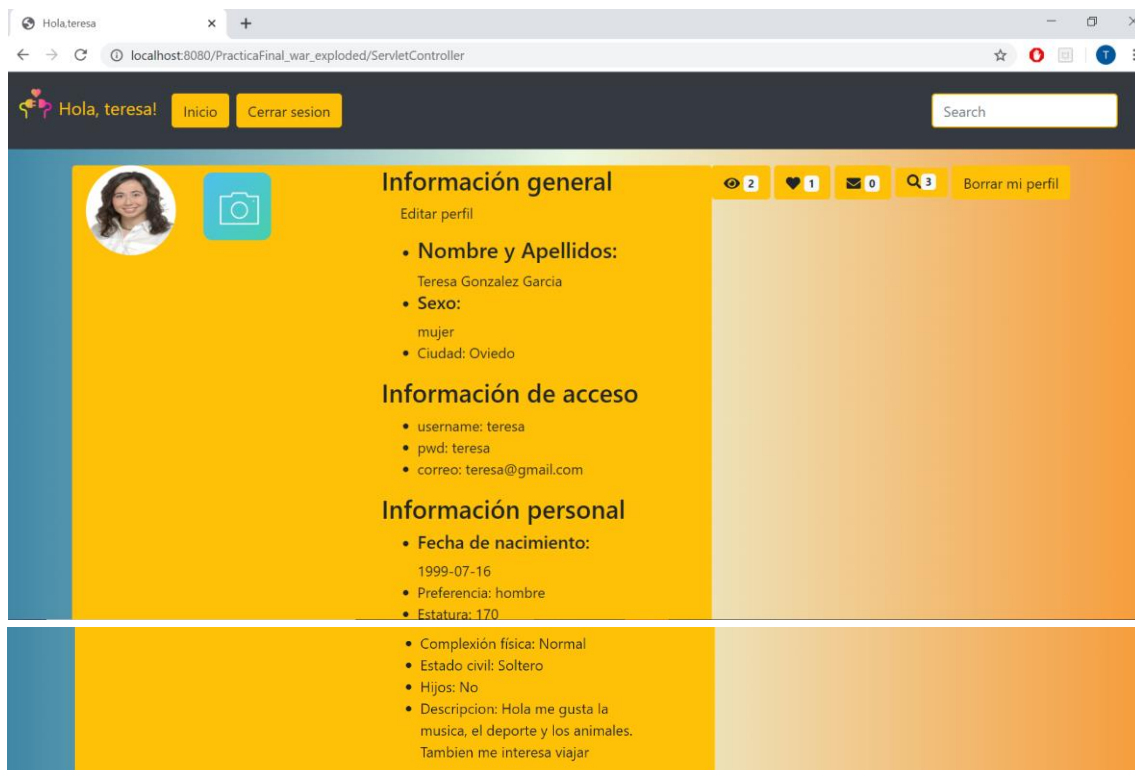 Hola,teresa
localhost:8080/PracticaFinal_war_exploded/ServletController
T
Hola, teresa!
Inicio
Cerrar sesion
Search
2
1
0
3
Borrar mi perfil
Información general
Editar perfil
Nombre y Apellidos:
Teresa Gonzalez Garcia
Sexo:
mujer
Ciudad: Oviedo
Información de acceso
username: teresa
pwd: teresa
correo: teresa@gmail.com
Información personal
Fecha de nacimiento:
1999-07-16
Preferencia: hombre
Estatura: 170
Complexión física: Normal
Estado civil: Soltero
Hijos: No
Descripcion: Hola me gusta la
musica, el deporte y los animales.
Tambien me interesa viajar